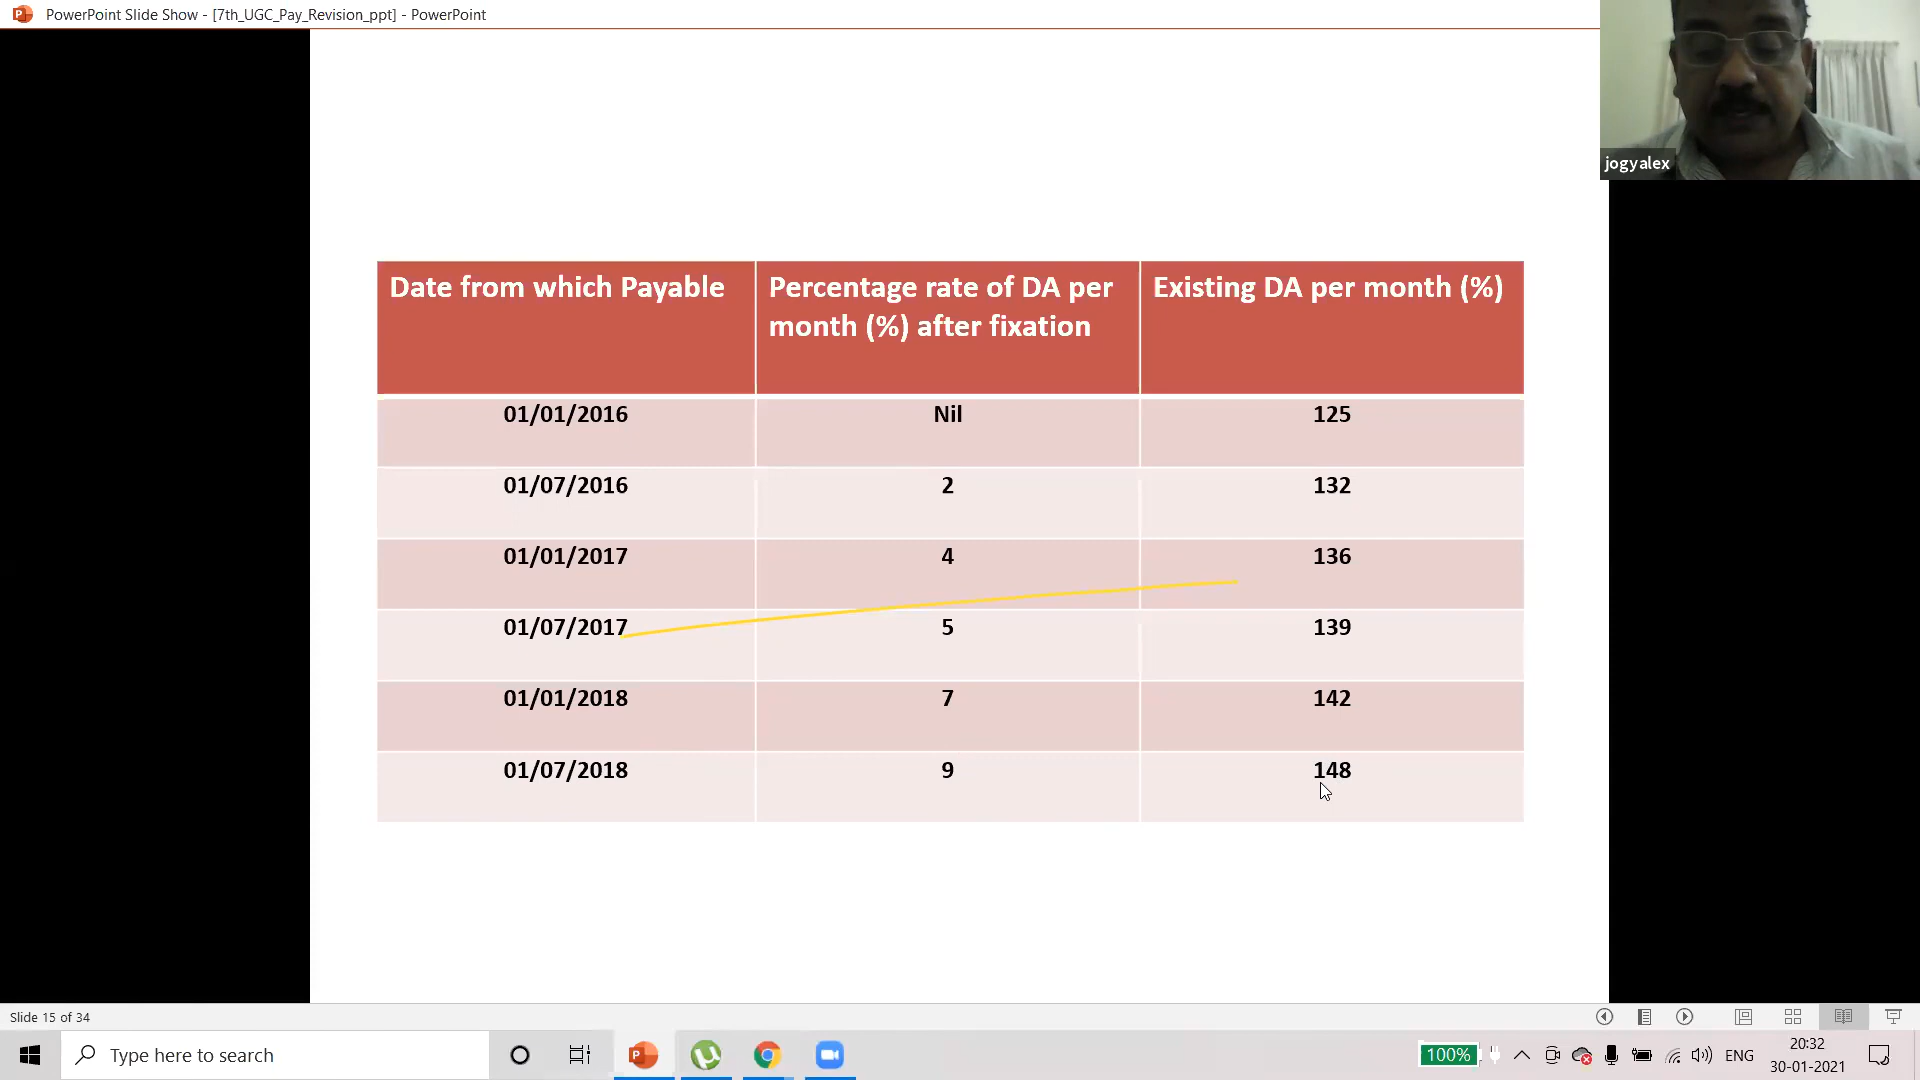 PowerPoint Slide Show - [7th_UGC_Pay_Revision_ppt] - PowerPoint
jogyalex
Date from which Payable
Percentage rate of DA per
month (%) after fixation
Existing DA per month (%)
01/01/2016 Nil 125
01/07/2016 2 132
01/01/2017 4 136
01/07/2017 5 139
01/01/2018 7 142
01/07/2018 9 148
Slide 15 of 34
Type here to search
100%
ENG
20:32
30-01-2021